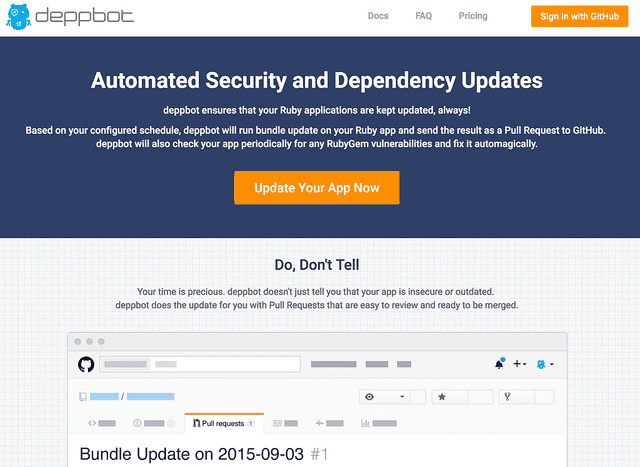 deppbot
Docs
FAQ
Pricing
Sign In with GitHub
Automated Security and Dependency Updates
deppbot ensures that your Ruby applications are kept updated, always!
Based on your configured schedule, deppbot will run bundle update on your Ruby app and send the result as a Pull Request to GitHub.
deppbot will also check your app periodically for any RubyGem vulnerabilities and fix it automagically.
Update Your App Now
Do, Don't Tell
Your time is precious. deppbot doesn't just tell you that your app is insecure or outdated.
deppbot does the update for you with Pull Requests that are easy to review and ready to be merged.
/
Pull requests 1
Bundle Update on 2015-09-03 #1